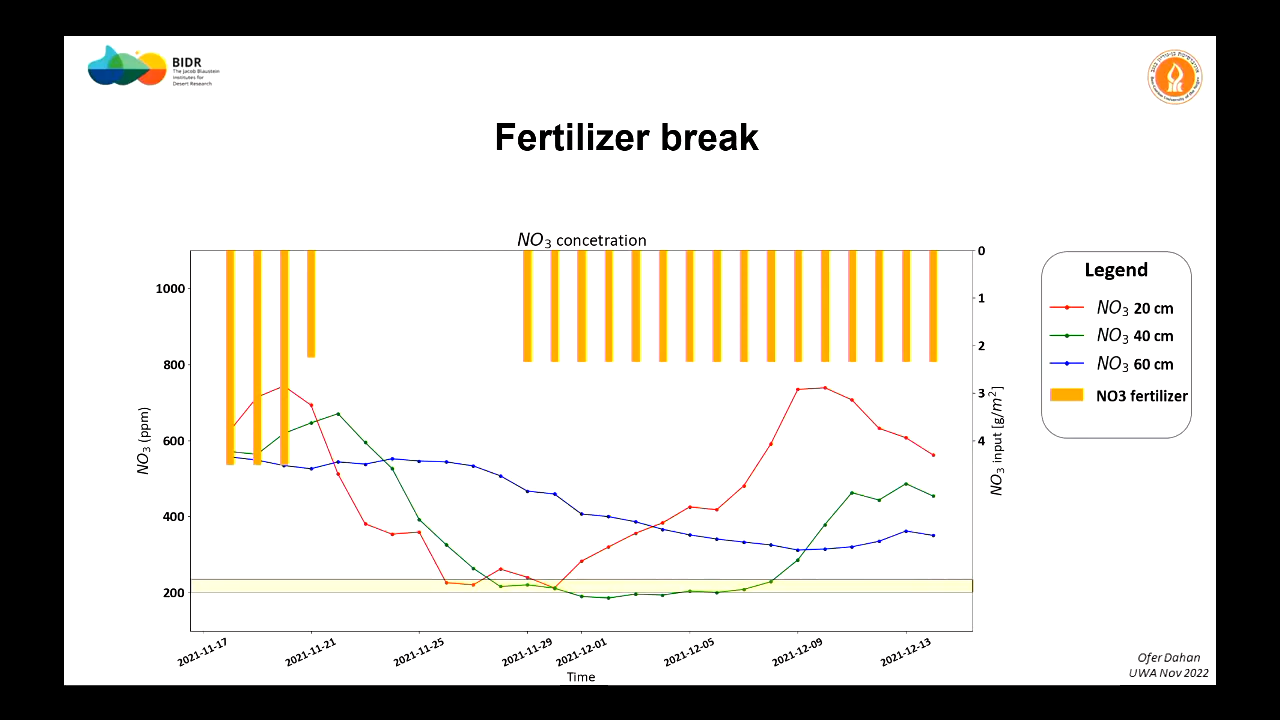 BIDR
The Jacob Blaustein
Institutes for
Desert Research
Fertilizer break
NO3 concetration
0
1
2
3
4
1000
800
600
400
200
NO3 (ppm)
NO3 input [g/m2]
2021-11-17
2021-11-21
2021-11-25
2021-11-29
2021-12-01
2021-12-05
2021-12-09
2021-12-13
Time
Legend
NO3 20 cm
NO3 40 cm
NO3 60 cm
NO3 fertilizer
Ofer Dahan
UWA Nov 2022